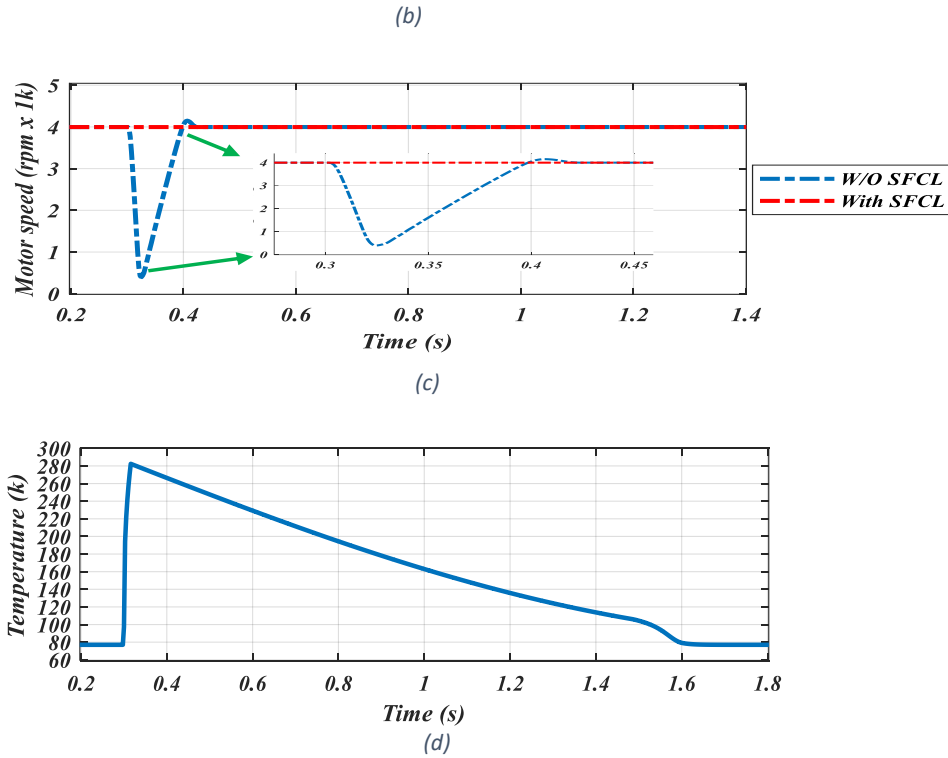 (b)
Motor speed (rpm x 1k)
5
4
3
2
1
0
4
3
2
1
0
0.3 0.35 0.4 0.45
0.2 0.4 0.6 0.8 1 1.2 1.4
Time (s)
W/O SFCL
With SFCL
(c)
Temperature (k)
300
280
260
240
220
200
180
160
140
120
100
80
60
0.2 0.4 0.6 0.8 1 1.2 1.4 1.6 1.8
Time (s)
(d)